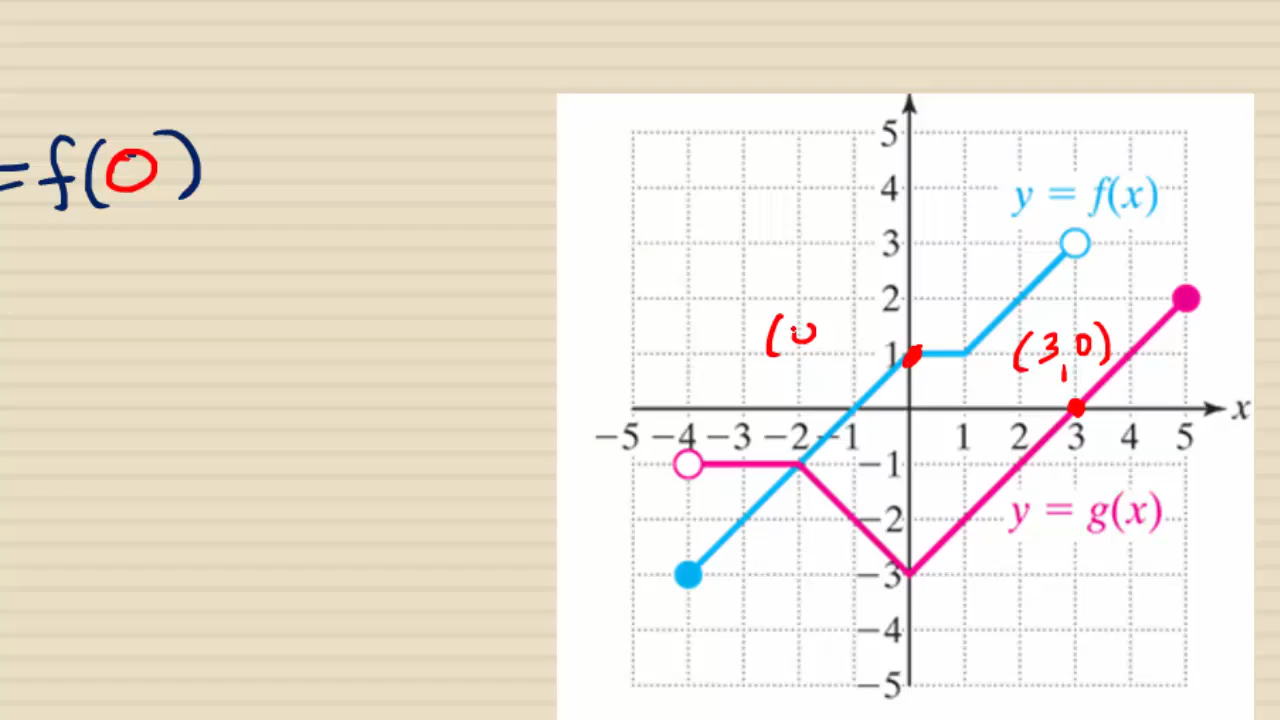 =f(0)
5
4
y = f(x)
3
2
(0
1
(3,0)
x
−5 −4 −3 −2 −1 1 2 3 4 5
−1
−2
y = g(x)
−3
−4
−5